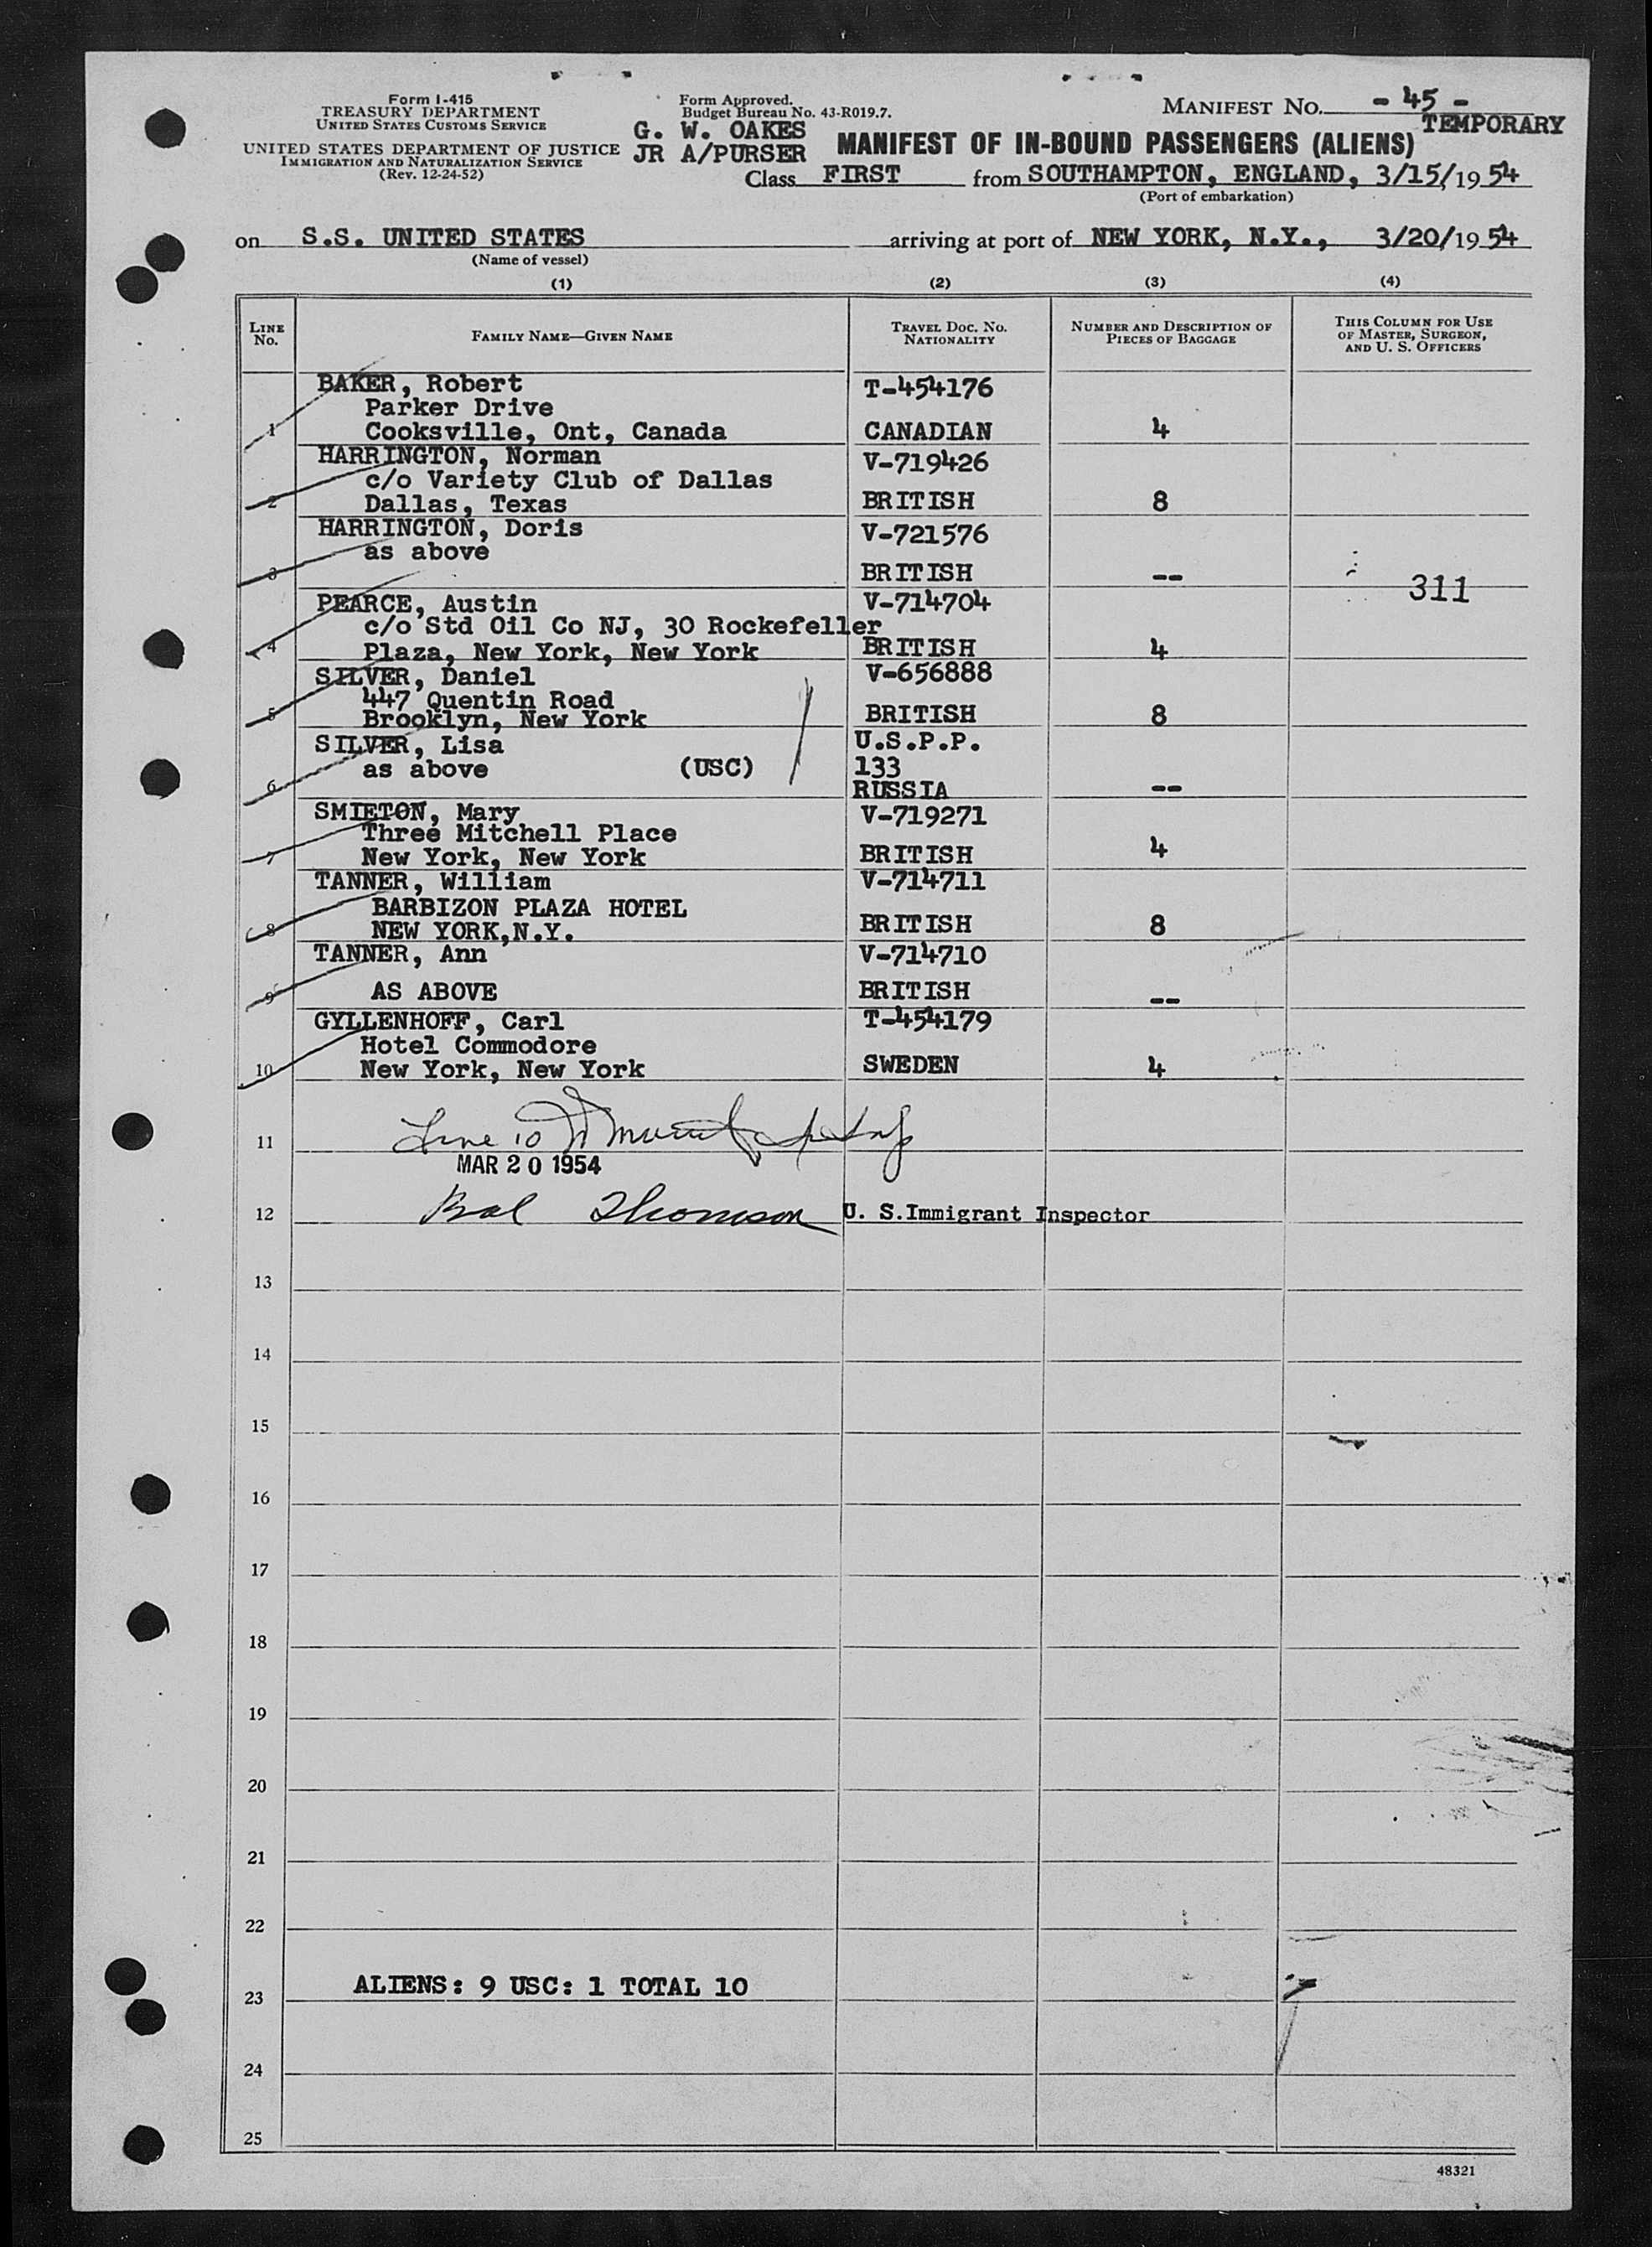 Form I-415
TREASURY DEPARTMENT
UNITED STATES CUSTOMS SERVICE
UNITED STATES DEPARTMENT OF JUSTICE
IMMIGRATION AND NATURALIZATION SERVICE
(Rev. 12-24-52)
Form Approved.
Budget Bureau No. 43-R019.7.
G. W. OAKES
JR A/PURSER
MANIFEST NO. - 45 -
TEMPORARY
MANIFEST OF IN-BOUND PASSENGERS (ALIENS)
Class FIRST from SOUTHAMPTON, ENGLAND, 3/15/1954
(Port of embarkation)
on S.S. UNITED STATES arriving at port of NEW YORK, N.Y., 3/20/1954
(Name of vessel)
(1) (2) (3) (4)
LINE NO. FAMILY NAME—GIVEN NAME TRAVEL DOC. NO. NATIONALITY NUMBER AND DESCRIPTION OF PIECES OF BAGGAGE THIS COLUMN FOR USE OF MASTER, SURGEON, AND U. S. OFFICERS
BAKER, Robert T-454176
Parker Drive
1 Cooksville, Ont, Canada CANADIAN 4
HARRINGTON, Norman V-719426
c/o Variety Club of Dallas
2 Dallas, Texas BRITISH 8
HARRINGTON, Doris V-721576
as above
3 BRITISH --
311
PEARCE, Austin V-714704
c/o Std Oil Co NJ, 30 Rockefeller
4 Plaza, New York, New York BRITISH 4
SILVER, Daniel V-656888
447 Quentin Road
5 Brooklyn, New York BRITISH 8
SILVER, Lisa U.S.P.P.
as above (USC) 133
6 RUSSIA --
SMIETON, Mary V-719271
Three Mitchell Place
7 New York, New York BRITISH 4
TANNER, William V-714711
BARBIZON PLAZA HOTEL
8 NEW YORK,N.Y. BRITISH 8
TANNER, Ann V-714710
9 AS ABOVE BRITISH --
GYLLENHOFF, Carl T-454179
Hotel Commodore
10 New York, New York SWEDEN 4
11 Line 10
MAR 20 1954
12 Thomson U. S.Immigrant Inspector
13
14
15
16
17
18
19
20
21
22
23 ALIENS: 9 USC: 1 TOTAL 10
24
25
48321